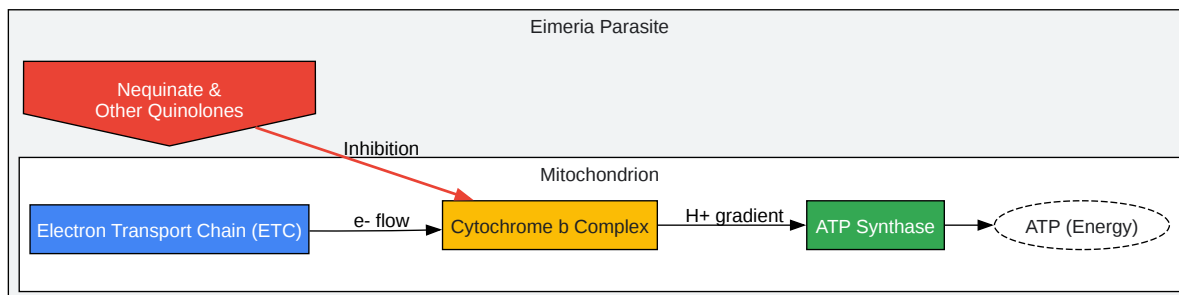 Eimeria Parasite
Nequinate &
Other Quinolones
Inhibition
Mitochondrion
Electron Transport Chain (ETC)
e- flow
Cytochrome b Complex
H+ gradient
ATP Synthase
ATP (Energy)